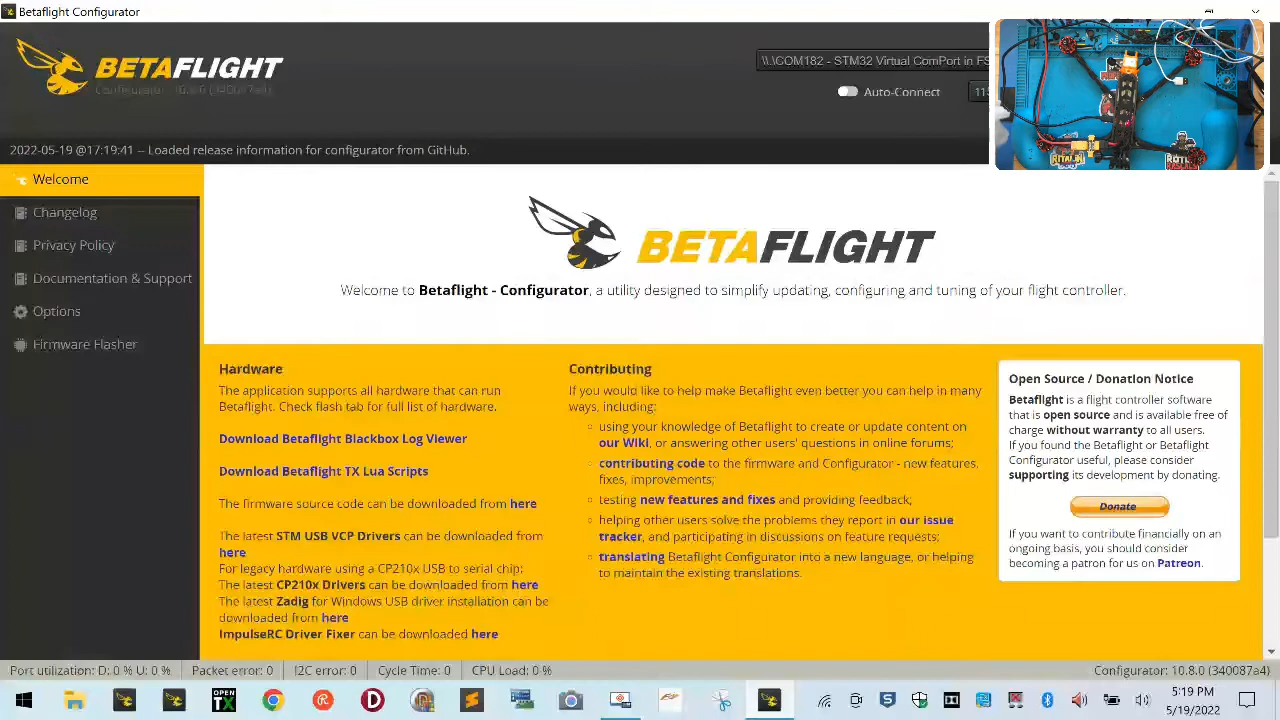 Betaflight Configurator
BETAFLIGHT
\\.\COM182 - STM32 Virtual ComPort in FS
Auto-Connect
115
2022-05-19 @17:19:41 -- Loaded release information for configurator from GitHub.
Welcome
Changelog
Privacy Policy
Documentation & Support
Options
Firmware Flasher
BETAFLIGHT
Welcome to Betaflight - Configurator, a utility designed to simplify updating, configuring and tuning of your flight controller.
Hardware
The application supports all hardware that can run
Betaflight. Check flash tab for full list of hardware.
Download Betaflight Blackbox Log Viewer
Download Betaflight TX Lua Scripts
The firmware source code can be downloaded from here
The latest STM USB VCP Drivers can be downloaded from
here
For legacy hardware using a CP210x USB to serial chip:
The latest CP210x Drivers can be downloaded from here
The latest Zadig for Windows USB driver installation can be
downloaded from here
ImpulseRC Driver Fixer can be downloaded here
Contributing
If you would like to help make Betaflight even better you can help in many
ways, including:
using your knowledge of Betaflight to create or update content on
our Wiki, or answering other users' questions in online forums;
contributing code to the firmware and Configurator - new features,
fixes, improvements;
testing new features and fixes and providing feedback;
helping other users solve the problems they report in our issue
tracker, and participating in discussions on feature requests;
translating Betaflight Configurator into a new language, or helping
to maintain the existing translations.
Open Source / Donation Notice
Betaflight is a flight controller software
that is open source and is available free of
charge without warranty to all users.
If you found the Betaflight or Betaflight
Configurator useful, please consider
supporting its development by donating.
Donate
If you want to contribute financially on an
ongoing basis, you should consider
becoming a patron for us on Patreon.
Port utilization: D: 0 % U: 0 %
Packet error: 0
I2C error: 0
Cycle Time: 0
CPU Load: 0 %
Configurator: 10.8.0 (340087a4)
OPEN
TX
5:19 PM
5/19/2022